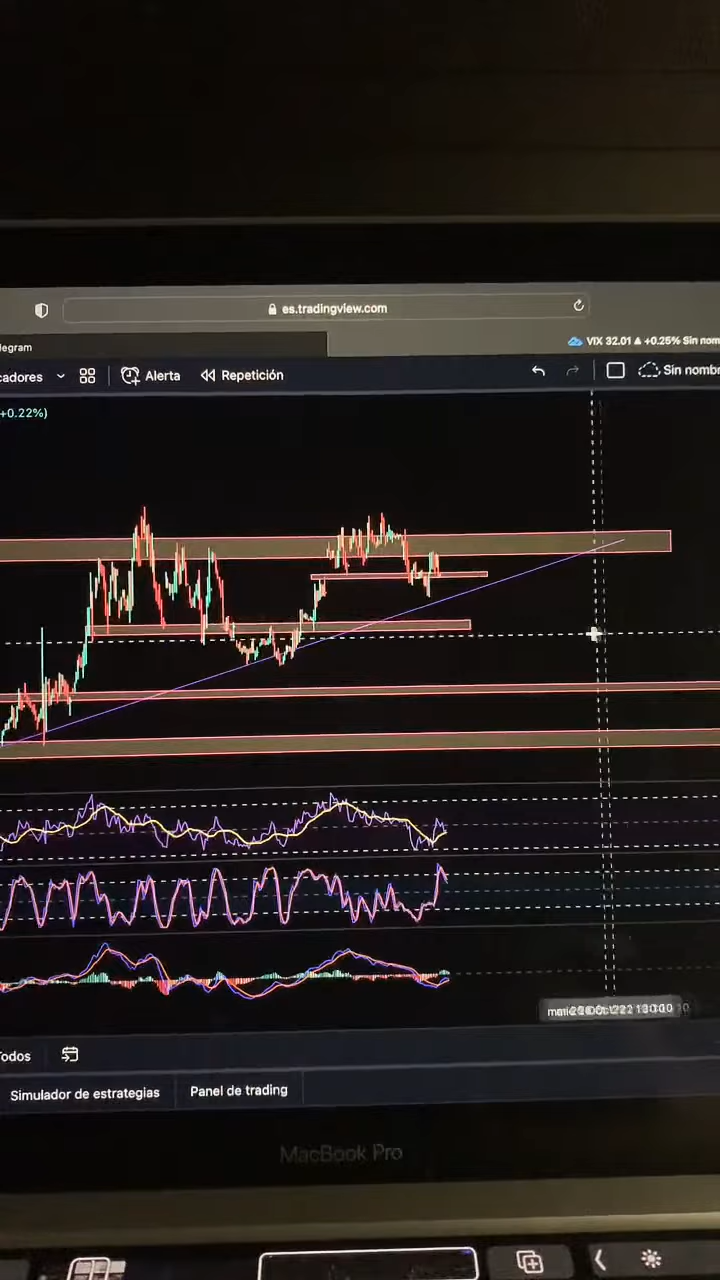 es.tradingview.com
legram
VIX 32.01 ▲ +0.25% Sin nom
cadores
Alerta
Repetición
Sin nombr
+0.22%)
Todos
Simulador de estrategias
Panel de trading
MacBook Pro